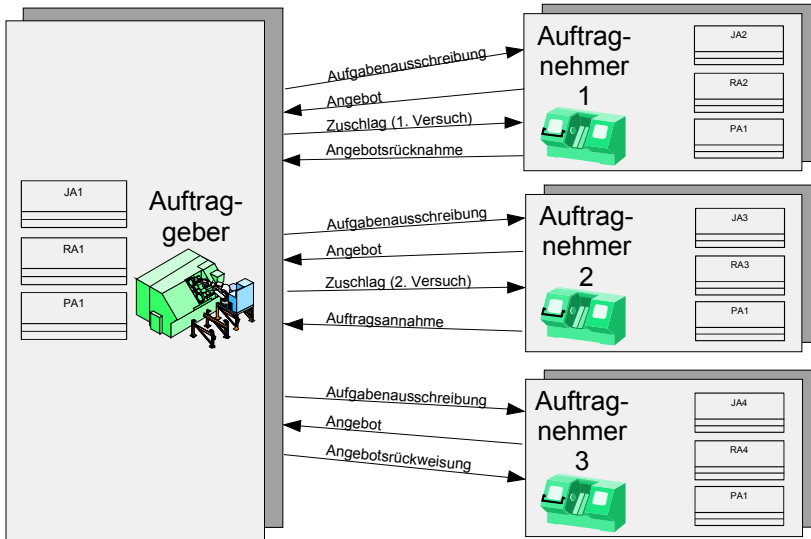 JA1
RA1
PA1
Auftrag-
geber
Aufgabenausschreibung
Angebot
Zuschlag (1. Versuch)
Angebotsrücknahme
Auftrag-
nehmer
1
JA2
RA2
PA1
Aufgabenausschreibung
Angebot
Zuschlag (2. Versuch)
Auftragsannahme
Auftrag-
nehmer
2
JA3
RA3
PA1
Aufgabenausschreibung
Angebot
Angebotsrückweisung
Auftrag-
nehmer
3
JA4
RA4
PA1